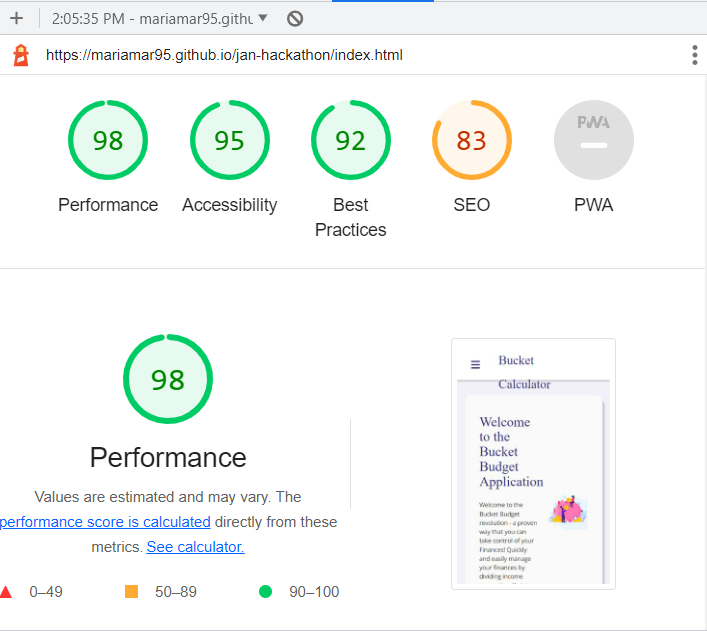 + 2:05:35 PM - mariamar95.githu
https://mariamar95.github.io/jan-hackathon/index.html
98 95 92 83 PWA
Performance Accessibility Best Practices SEO PWA
98
Performance
Values are estimated and may vary. The
performance score is calculated directly from these
metrics. See calculator.
0–49 50–89 90–100
Bucket
Calculator
Welcome
to the
Bucket
Budget
Application
Welcome to the
Bucket Budget
revolution - a proven
way that you can
take control of your
Finances! Quickly
and easily manage
your finances by
dividing income